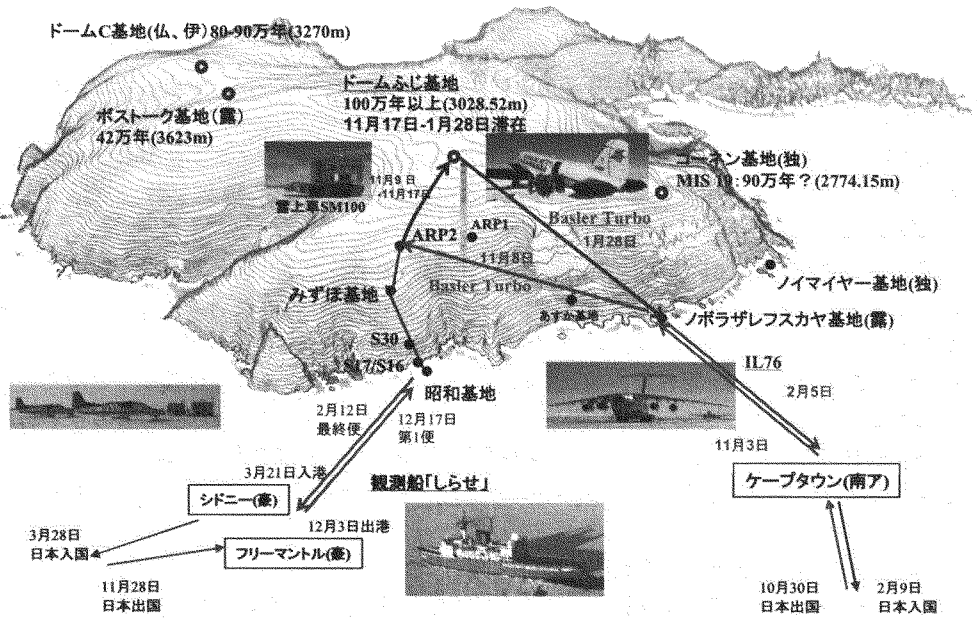 ドームC基地(仏、伊)80-90万年(3270m)
ドームふじ基地
100万年以上(3028.52m)
11月17日-1月28日滞在
ボストーク基地(露)
42万年(3623m)
コーネン基地(独)
MIS 19:90万年?(2774.15m)
11月9日
-11月17日
雪上車SM100
Basler Turbo
1月28日
ARP1
ARP2
11月8日
Basler Turbo
みずほ基地
あすか基地
ノイマイヤー基地(独)
ノボラザレフスカヤ基地(露)
S30
S17/S16
昭和基地
IL76
2月5日
11月3日
2月12日
最終便
12月17日
第1便
3月21日入港
観測船「しらせ」
ケープタウン(南ア)
シドニー(豪)
12月3日出港
3月28日
日本入国
フリーマントル(豪)
11月28日
日本出国
10月30日
日本出国
2月9日
日本入国